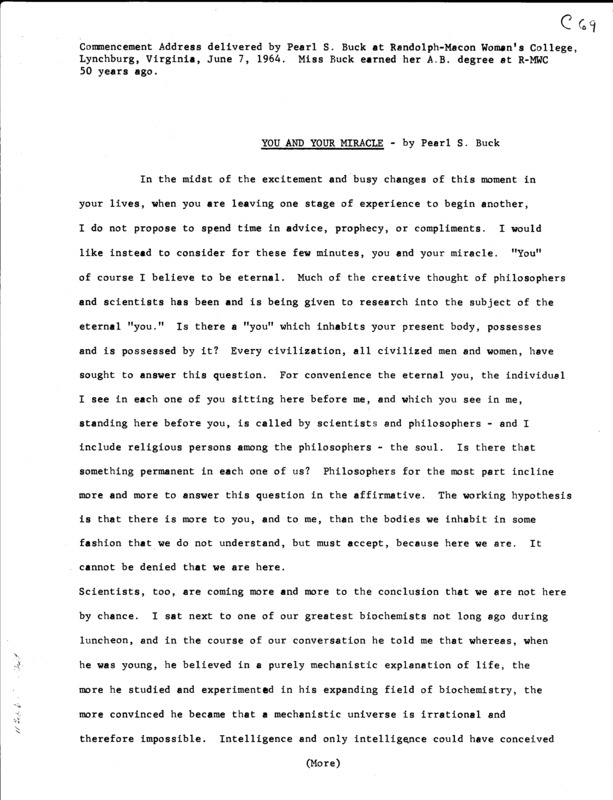 C 69
Commencement Address delivered by Pearl S. Buck at Randolph-Macon Woman's College,
Lynchburg, Virginia, June 7, 1964. Miss Buck earned her A.B. degree at R-MWC
50 years ago.
YOU AND YOUR MIRACLE - by Pearl S. Buck
In the midst of the excitement and busy changes of this moment in
your lives, when you are leaving one stage of experience to begin another,
I do not propose to spend time in advice, prophecy, or compliments. I would
like instead to consider for these few minutes, you and your miracle. "You"
of course I believe to be eternal. Much of the creative thought of philosophers
and scientists has been and is being given to research into the subject of the
eternal "you." Is there a "you" which inhabits your present body, possesses
and is possessed by it? Every civilization, all civilized men and women, have
sought to answer this question. For convenience the eternal you, the individual
I see in each one of you sitting here before me, and which you see in me,
standing here before you, is called by scientists and philosophers - and I
include religious persons among the philosophers - the soul. Is there that
something permanent in each one of us? Philosophers for the most part incline
more and more to answer this question in the affirmative. The working hypothesis
is that there is more to you, and to me, than the bodies we inhabit in some
fashion that we do not understand, but must accept, because here we are. It
cannot be denied that we are here.
Scientists, too, are coming more and more to the conclusion that we are not here
by chance. I sat next to one of our greatest biochemists not long ago during
luncheon, and in the course of our conversation he told me that whereas, when
he was young, he believed in a purely mechanistic explanation of life, the
more he studied and experimented in his expanding field of biochemistry, the
more convinced he became that a mechanistic universe is irrational and
therefore impossible. Intelligence and only intelligence could have conceived
(More)